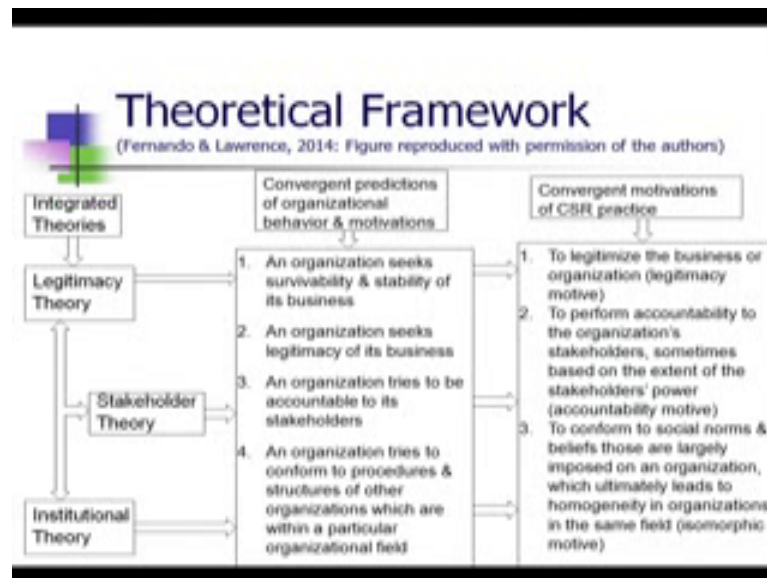 Theoretical Framework
(Fernando & Lawrence, 2014: Figure reproduced with permission of the authors)
Integrated
Theories
Convergent predictions
of organizational
behavior & motivations
Convergent motivations
of CSR practice
Legitimacy
Theory
Stakeholder
Theory
Institutional
Theory
1. An organization seeks
survivability & stability of
its business
2. An organization seeks
legitimacy of its business
3. An organization tries to be
accountable to its
stakeholders
4. An organization tries to
conform to procedures &
structures of other
organizations which are
within a particular
organizational field
1. To legitimize the business or
organization (legitimacy
motive)
2. To perform accountability to
the organization's
stakeholders, sometimes
based on the extent of the
stakeholders' power
(accountability motive)
3. To conform to social norms &
beliefs those are largely
imposed on an organization,
which ultimately leads to
homogeneity in organizations
in the same field (isomorphic
motive)